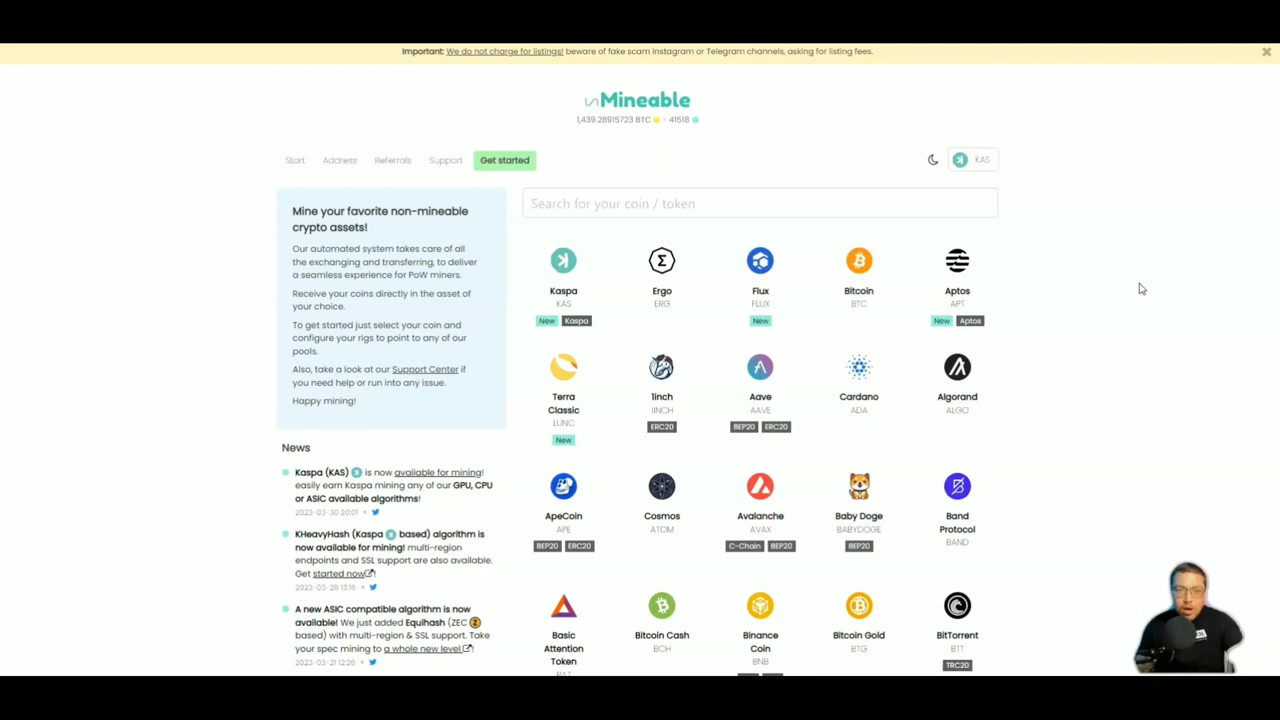 Important: We do not charge for listings! beware of fake scam Instagram or Telegram channels, asking for listing fees.
unMineable
1,439.28915723 BTC • 41518
Start Address Referrals Support Get started KAS
Mine your favorite non-mineable
crypto assets!
Our automated system takes care of all
the exchanging and transferring, to deliver
a seamless experience for PoW miners.
Receive your coins directly in the asset of
your choice.
To get started just select your coin and
configure your rigs to point to any of our
pools.
Also, take a look at our Support Center if
you need help or run into any issue.
Happy mining!
News
Kaspa (KAS) is now available for mining!
easily earn Kaspa mining any of our GPU, CPU
or ASIC available algorithms!
2023-03-30 20:01
KHeavyHash (Kaspa based) algorithm is
now available for mining! multi-region
endpoints and SSL support are also available.
Get started now!
2023-03-28 13:16
A new ASIC compatible algorithm is now
available! We just added Equihash (ZEC
based) with multi-region & SSL support. Take
your spec mining to a whole new level!
2023-03-21 12:26
Search for your coin / token
Kaspa
KAS
New Kaspa
Ergo
ERG
Flux
FLUX
New
Bitcoin
BTC
Aptos
APT
New Aptos
Terra
Classic
LUNC
New
1inch
1INCH
ERC20
Aave
AAVE
BEP20 ERC20
Cardano
ADA
Algorand
ALGO
ApeCoin
APE
BEP20 ERC20
Cosmos
ATOM
Avalanche
AVAX
C-Chain BEP20
Baby Doge
BABYDOGE
BEP20
Band
Protocol
BAND
Basic
Attention
Token
BAT
Bitcoin Cash
BCH
Binance
Coin
BNB
Bitcoin Gold
BTG
BitTorrent
BTT
TRC20